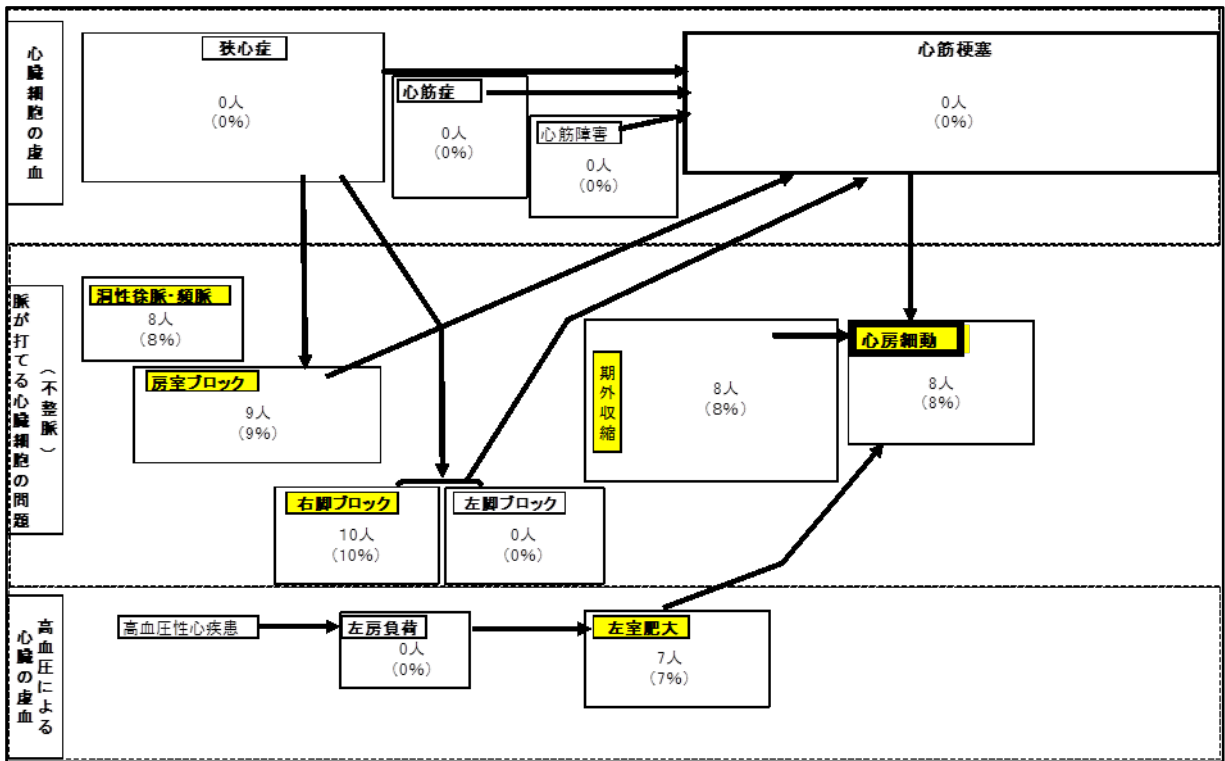 心臓細胞の虚血
狭心症
0人
(0%)
心筋症
0人
(0%)
心筋障害
0人
(0%)
心筋梗塞
0人
(0%)
脈が打てる心臓細胞の問題
（不整脈）
洞性徐脈・頻脈
8人
(8%)
房室ブロック
9人
(9%)
右脚ブロック
10人
(10%)
左脚ブロック
0人
(0%)
期外収縮
8人
(8%)
心房細動
8人
(8%)
高血圧による
心臓の虚血
高血圧性心疾患
左房負荷
0人
(0%)
左室肥大
7人
(7%)